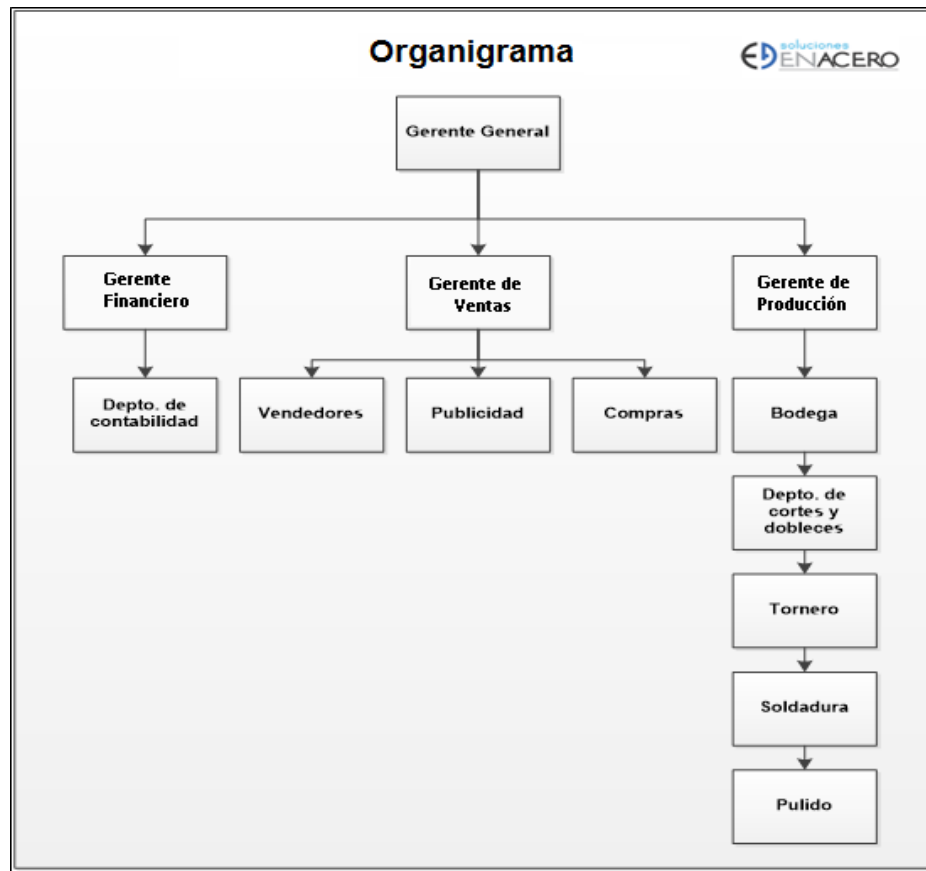 Organigrama
soluciones
ENACERO
Gerente General
Gerente
Financiero
Gerente de
Ventas
Gerente de
Producción
Depto. de
contabilidad
Vendedores
Publicidad
Compras
Bodega
Depto. de
cortes y
dobleces
Tornero
Soldadura
Pulido